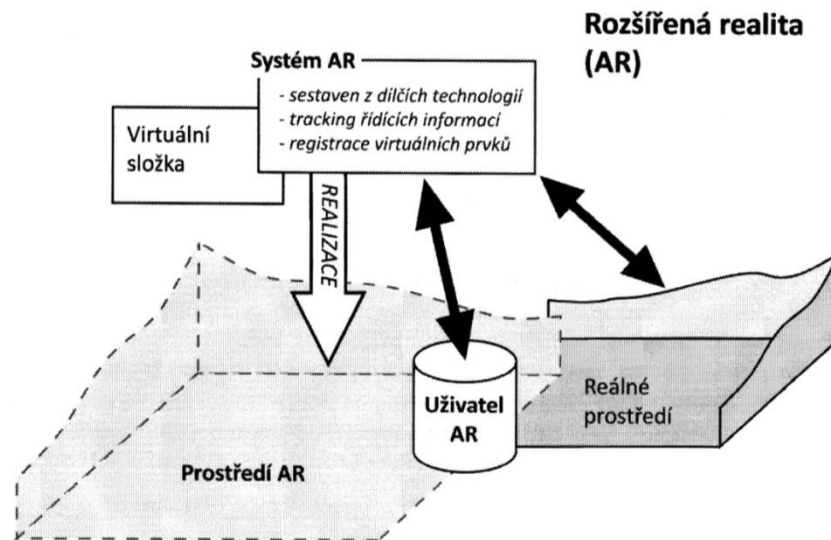 Rozšířená realita
(AR)
Systém AR
- sestaven z dílčích technologií
- tracking řídících informací
- registrace virtuálních prvků
Virtuální
složka
REALIZACE
Reálné
prostředí
Uživatel
AR
Prostředí AR